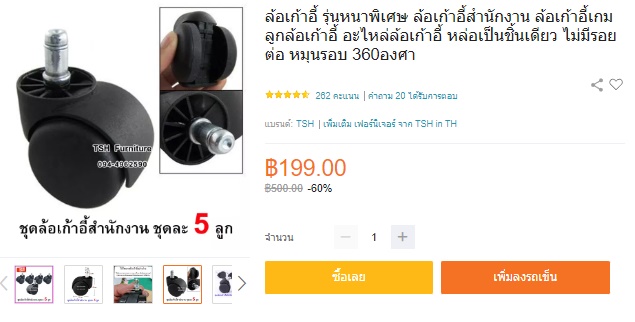 ล้อเก้าอี้ รุ่นหนาพิเศษ ล้อเก้าอี้สำนักงาน ล้อเก้าอี้เกม
ลูกล้อเก้าอี้ อะไหล่ล้อเก้าอี้ หล่อเป็นชิ้นเดียว ไม่มีรอย
ต่อ หมุนรอบ 360องศา
262 คะแนน | คำถาม 20 ได้รับการตอบ
แบรนด์: TSH | เพิ่มเติม เฟอร์นิเจอร์ จาก TSH in TH
฿199.00
฿500.00 -60%
จำนวน
1
ซื้อเลย
เพิ่มลงรถเข็น
TSH Furniture
094-4962590
ชุดล้อเก้าอี้สำนักงาน ชุดละ 5 ลูก